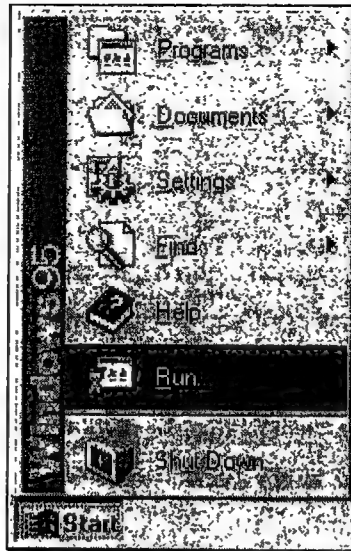 Programs
Documents
Settings
Find
Help
Run...
Shut Down
Windows 95
Start